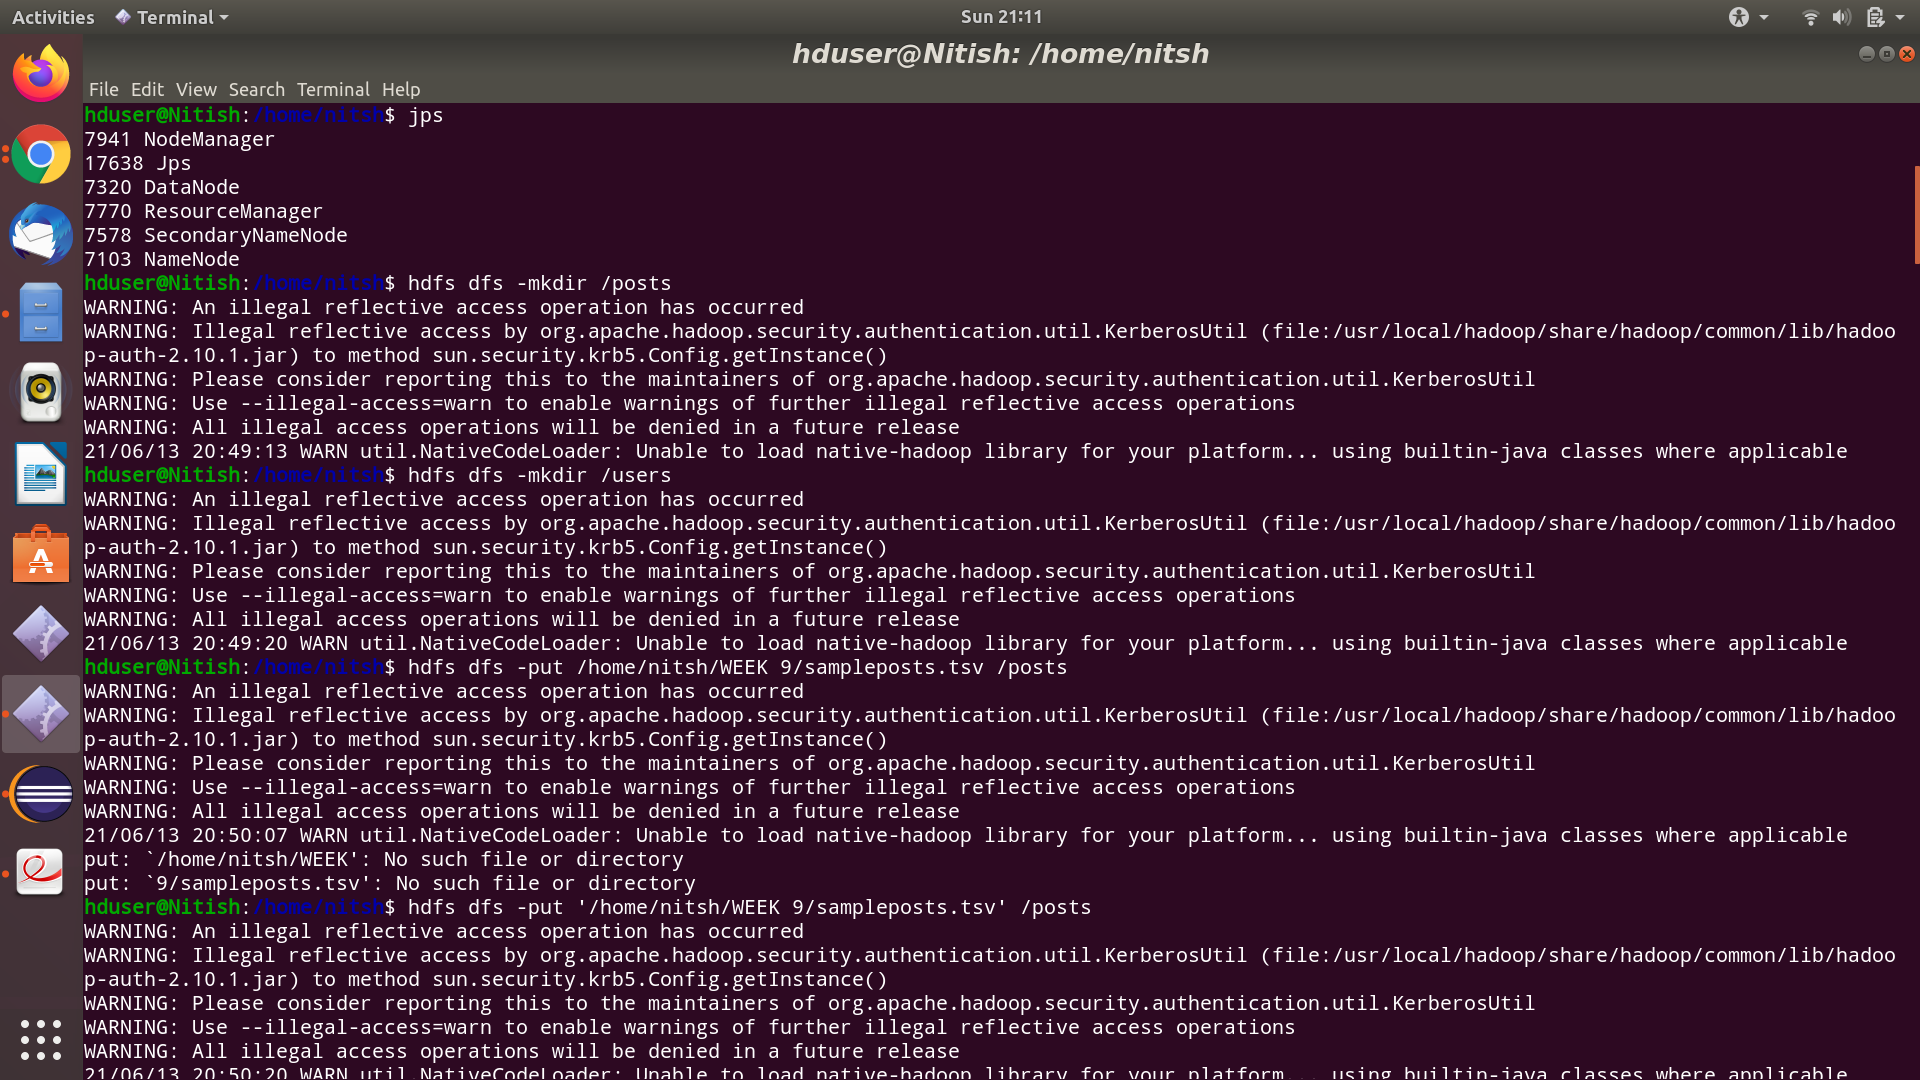 Activities Terminal Sun 21:11
hduser@Nitish: /home/nitsh
File Edit View Search Terminal Help
hduser@Nitish:/home/nitsh$ jps
7941 NodeManager
17638 Jps
7320 DataNode
7770 ResourceManager
7578 SecondaryNameNode
7103 NameNode
hduser@Nitish:/home/nitsh$ hdfs dfs -mkdir /posts
WARNING: An illegal reflective access operation has occurred
WARNING: Illegal reflective access by org.apache.hadoop.security.authentication.util.KerberosUtil (file:/usr/local/hadoop/share/hadoop/common/lib/hadoo
p-auth-2.10.1.jar) to method sun.security.krb5.Config.getInstance()
WARNING: Please consider reporting this to the maintainers of org.apache.hadoop.security.authentication.util.KerberosUtil
WARNING: Use --illegal-access=warn to enable warnings of further illegal reflective access operations
WARNING: All illegal access operations will be denied in a future release
21/06/13 20:49:13 WARN util.NativeCodeLoader: Unable to load native-hadoop library for your platform... using builtin-java classes where applicable
hduser@Nitish:/home/nitsh$ hdfs dfs -mkdir /users
WARNING: An illegal reflective access operation has occurred
WARNING: Illegal reflective access by org.apache.hadoop.security.authentication.util.KerberosUtil (file:/usr/local/hadoop/share/hadoop/common/lib/hadoo
p-auth-2.10.1.jar) to method sun.security.krb5.Config.getInstance()
WARNING: Please consider reporting this to the maintainers of org.apache.hadoop.security.authentication.util.KerberosUtil
WARNING: Use --illegal-access=warn to enable warnings of further illegal reflective access operations
WARNING: All illegal access operations will be denied in a future release
21/06/13 20:49:20 WARN util.NativeCodeLoader: Unable to load native-hadoop library for your platform... using builtin-java classes where applicable
hduser@Nitish:/home/nitsh$ hdfs dfs -put /home/nitsh/WEEK 9/sampleposts.tsv /posts
WARNING: An illegal reflective access operation has occurred
WARNING: Illegal reflective access by org.apache.hadoop.security.authentication.util.KerberosUtil (file:/usr/local/hadoop/share/hadoop/common/lib/hadoo
p-auth-2.10.1.jar) to method sun.security.krb5.Config.getInstance()
WARNING: Please consider reporting this to the maintainers of org.apache.hadoop.security.authentication.util.KerberosUtil
WARNING: Use --illegal-access=warn to enable warnings of further illegal reflective access operations
WARNING: All illegal access operations will be denied in a future release
21/06/13 20:50:07 WARN util.NativeCodeLoader: Unable to load native-hadoop library for your platform... using builtin-java classes where applicable
put: `/home/nitsh/WEEK': No such file or directory
put: `9/sampleposts.tsv': No such file or directory
hduser@Nitish:/home/nitsh$ hdfs dfs -put '/home/nitsh/WEEK 9/sampleposts.tsv' /posts
WARNING: An illegal reflective access operation has occurred
WARNING: Illegal reflective access by org.apache.hadoop.security.authentication.util.KerberosUtil (file:/usr/local/hadoop/share/hadoop/common/lib/hadoo
p-auth-2.10.1.jar) to method sun.security.krb5.Config.getInstance()
WARNING: Please consider reporting this to the maintainers of org.apache.hadoop.security.authentication.util.KerberosUtil
WARNING: Use --illegal-access=warn to enable warnings of further illegal reflective access operations
WARNING: All illegal access operations will be denied in a future release
21/06/13 20:50:20 WARN util.NativeCodeLoader: Unable to load native-hadoop library for your platform... using builtin-java classes where applicable